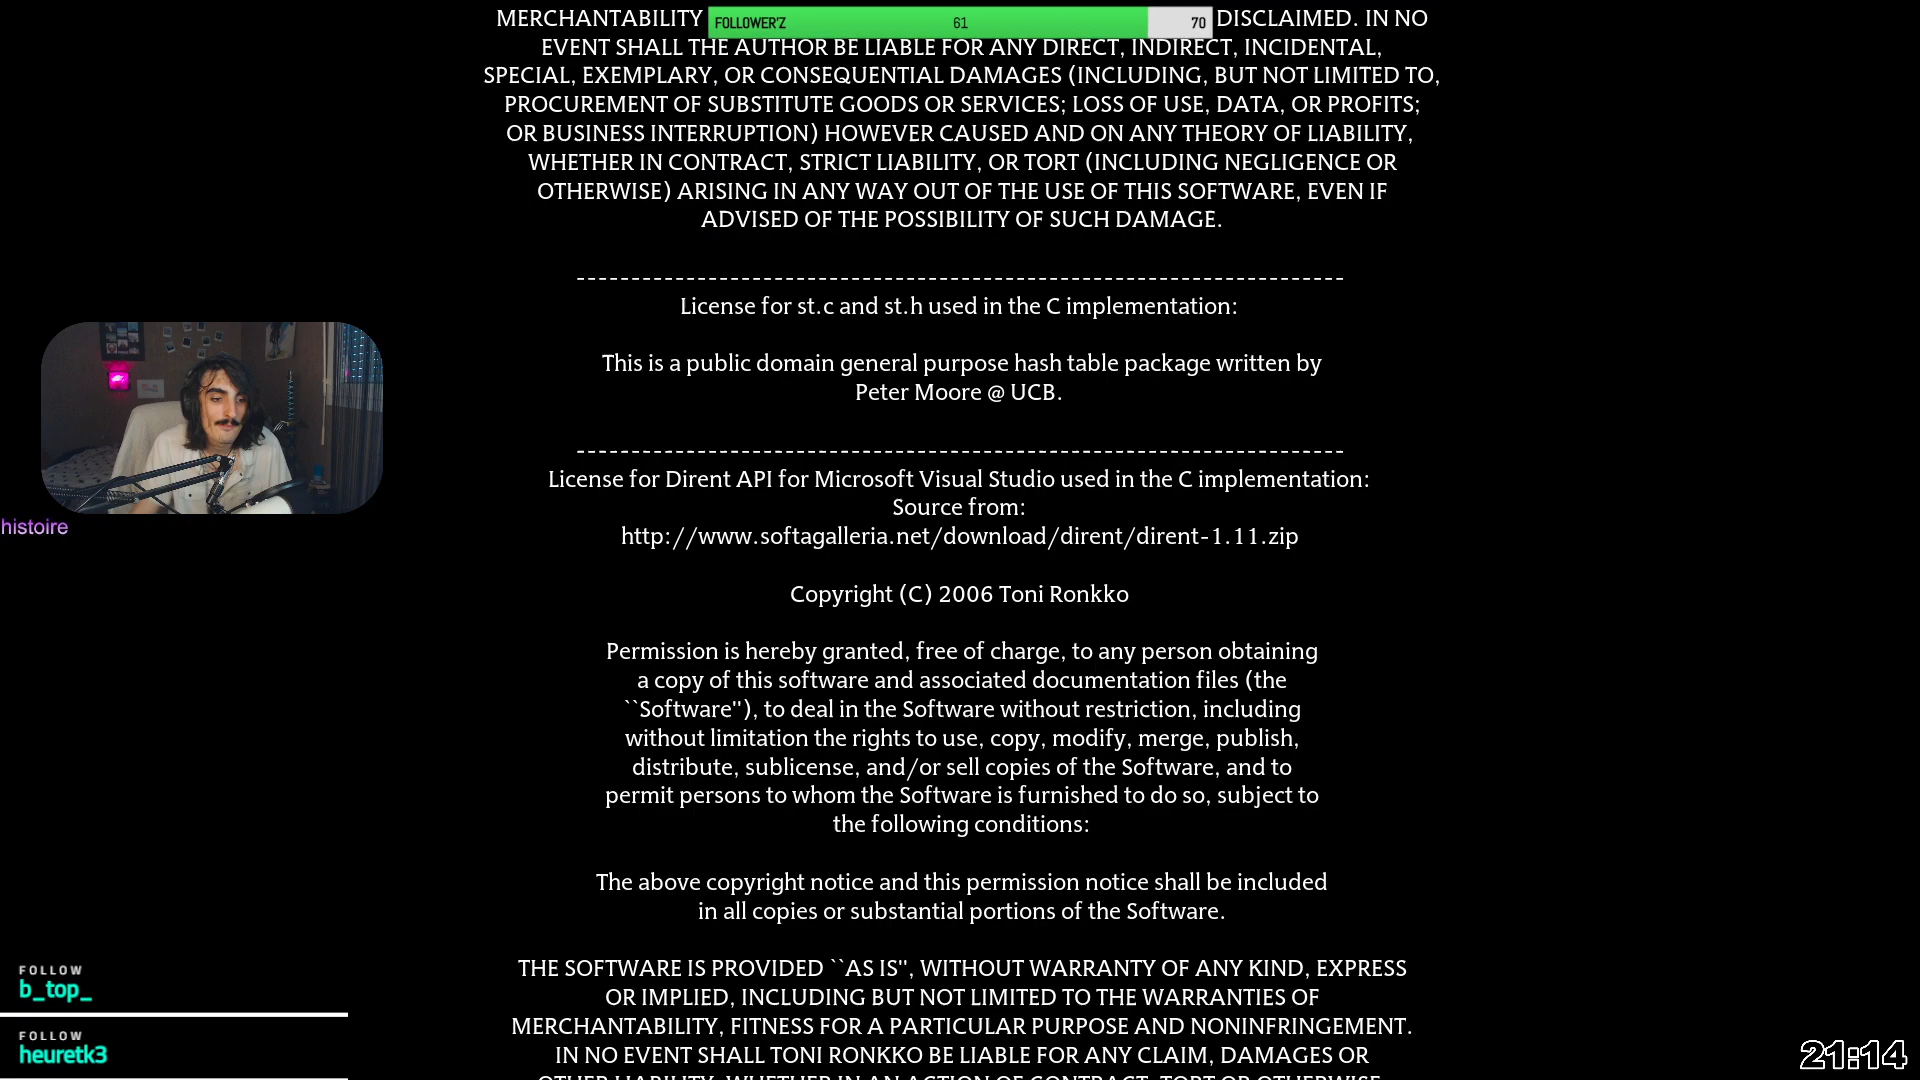 MERCHANTABILITY
DISCLAIMED. IN NO
FOLLOWER'Z 61 70
EVENT SHALL THE AUTHOR BE LIABLE FOR ANY DIRECT, INDIRECT, INCIDENTAL,
SPECIAL, EXEMPLARY, OR CONSEQUENTIAL DAMAGES (INCLUDING, BUT NOT LIMITED TO,
PROCUREMENT OF SUBSTITUTE GOODS OR SERVICES; LOSS OF USE, DATA, OR PROFITS;
OR BUSINESS INTERRUPTION) HOWEVER CAUSED AND ON ANY THEORY OF LIABILITY,
WHETHER IN CONTRACT, STRICT LIABILITY, OR TORT (INCLUDING NEGLIGENCE OR
OTHERWISE) ARISING IN ANY WAY OUT OF THE USE OF THIS SOFTWARE, EVEN IF
ADVISED OF THE POSSIBILITY OF SUCH DAMAGE.
----------------------------------------------------------------------
License for st.c and st.h used in the C implementation:
This is a public domain general purpose hash table package written by
Peter Moore @ UCB.
----------------------------------------------------------------------
License for Dirent API for Microsoft Visual Studio used in the C implementation:
Source from:
http://www.softagalleria.net/download/dirent/dirent-1.11.zip
Copyright (C) 2006 Toni Ronkko
Permission is hereby granted, free of charge, to any person obtaining
a copy of this software and associated documentation files (the
``Software''), to deal in the Software without restriction, including
without limitation the rights to use, copy, modify, merge, publish,
distribute, sublicense, and/or sell copies of the Software, and to
permit persons to whom the Software is furnished to do so, subject to
the following conditions:
The above copyright notice and this permission notice shall be included
in all copies or substantial portions of the Software.
THE SOFTWARE IS PROVIDED ``AS IS'', WITHOUT WARRANTY OF ANY KIND, EXPRESS
OR IMPLIED, INCLUDING BUT NOT LIMITED TO THE WARRANTIES OF
MERCHANTABILITY, FITNESS FOR A PARTICULAR PURPOSE AND NONINFRINGEMENT.
IN NO EVENT SHALL TONI RONKKO BE LIABLE FOR ANY CLAIM, DAMAGES OR
OTHER LIABILITY, WHETHER IN AN ACTION OF CONTRACT, TORT OR OTHERWISE
histoire
FOLLOW
b_top_
FOLLOW
heuretk3
21:14